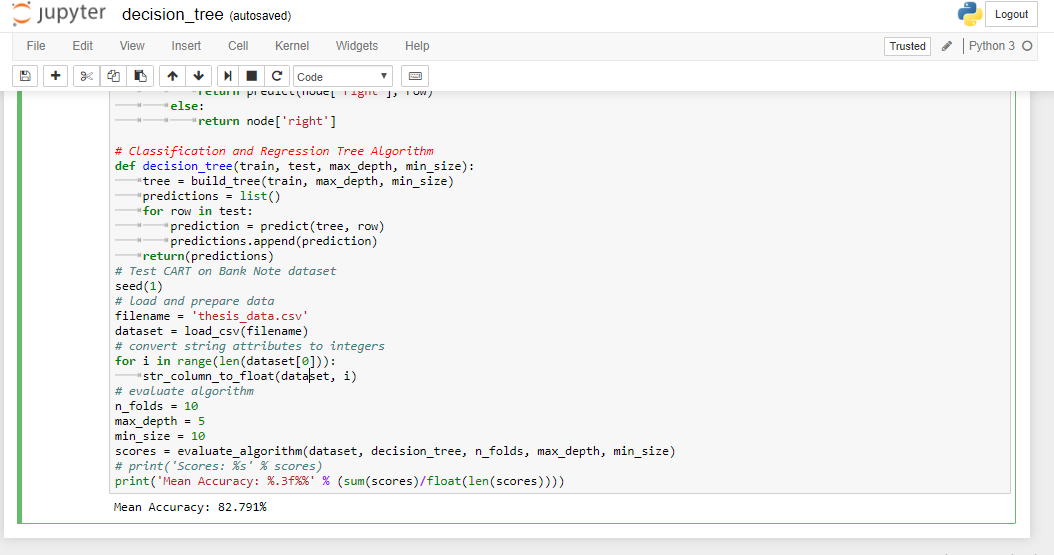 jupyter decision_tree (autosaved) Logout
File Edit View Insert Cell Kernel Widgets Help Trusted Python 3
Code
return predict(node['right'], row)
else:
return node['right']
# Classification and Regression Tree Algorithm
def decision_tree(train, test, max_depth, min_size):
tree = build_tree(train, max_depth, min_size)
predictions = list()
for row in test:
prediction = predict(tree, row)
predictions.append(prediction)
return(predictions)
# Test CART on Bank Note dataset
seed(1)
# load and prepare data
filename = 'thesis_data.csv'
dataset = load_csv(filename)
# convert string attributes to integers
for i in range(len(dataset[0])):
str_column_to_float(dataset, i)
# evaluate algorithm
n_folds = 10
max_depth = 5
min_size = 10
scores = evaluate_algorithm(dataset, decision_tree, n_folds, max_depth, min_size)
# print('Scores: %s' % scores)
print('Mean Accuracy: %.3f%%' % (sum(scores)/float(len(scores))))
Mean Accuracy: 82.791%